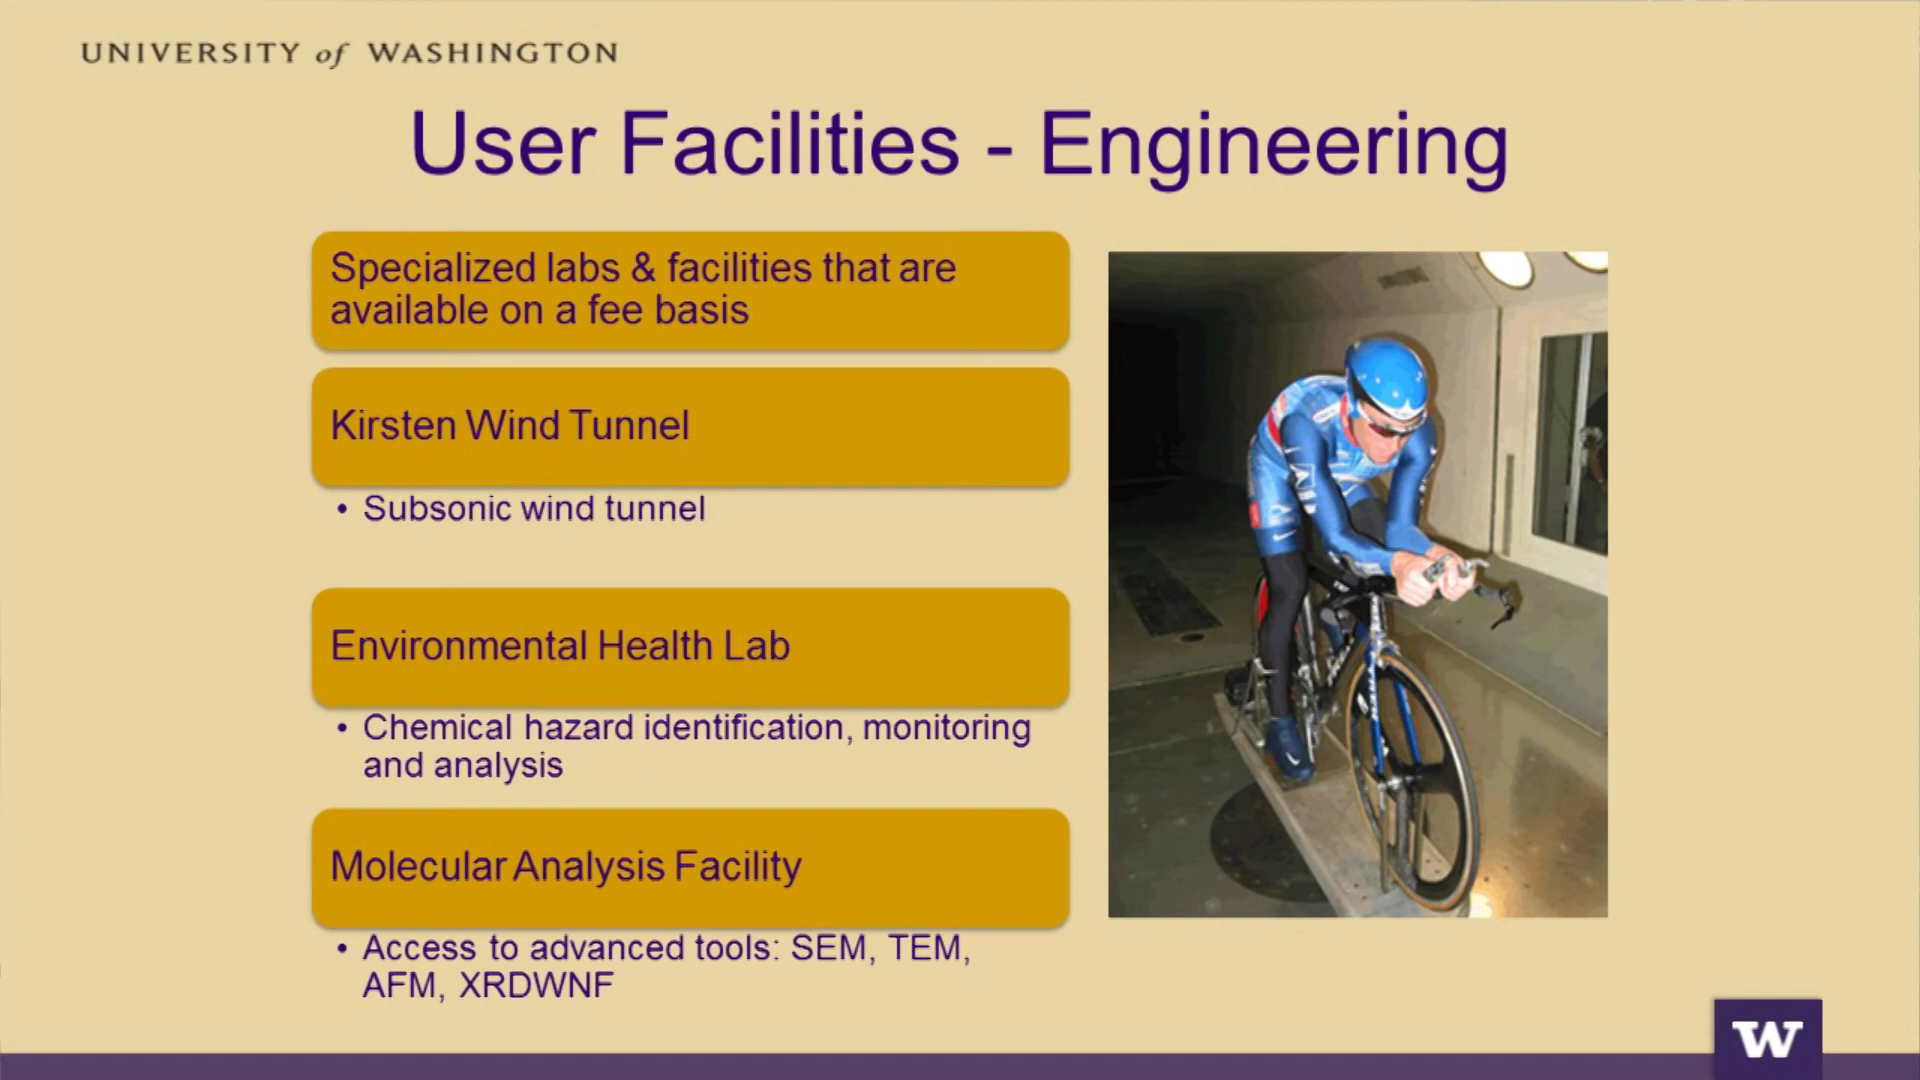 UNIVERSITY of WASHINGTON
User Facilities - Engineering
Specialized labs & facilities that are
available on a fee basis
Kirsten Wind Tunnel
• Subsonic wind tunnel
Environmental Health Lab
• Chemical hazard identification, monitoring
and analysis
Molecular Analysis Facility
• Access to advanced tools: SEM, TEM,
AFM, XRDWNF
W